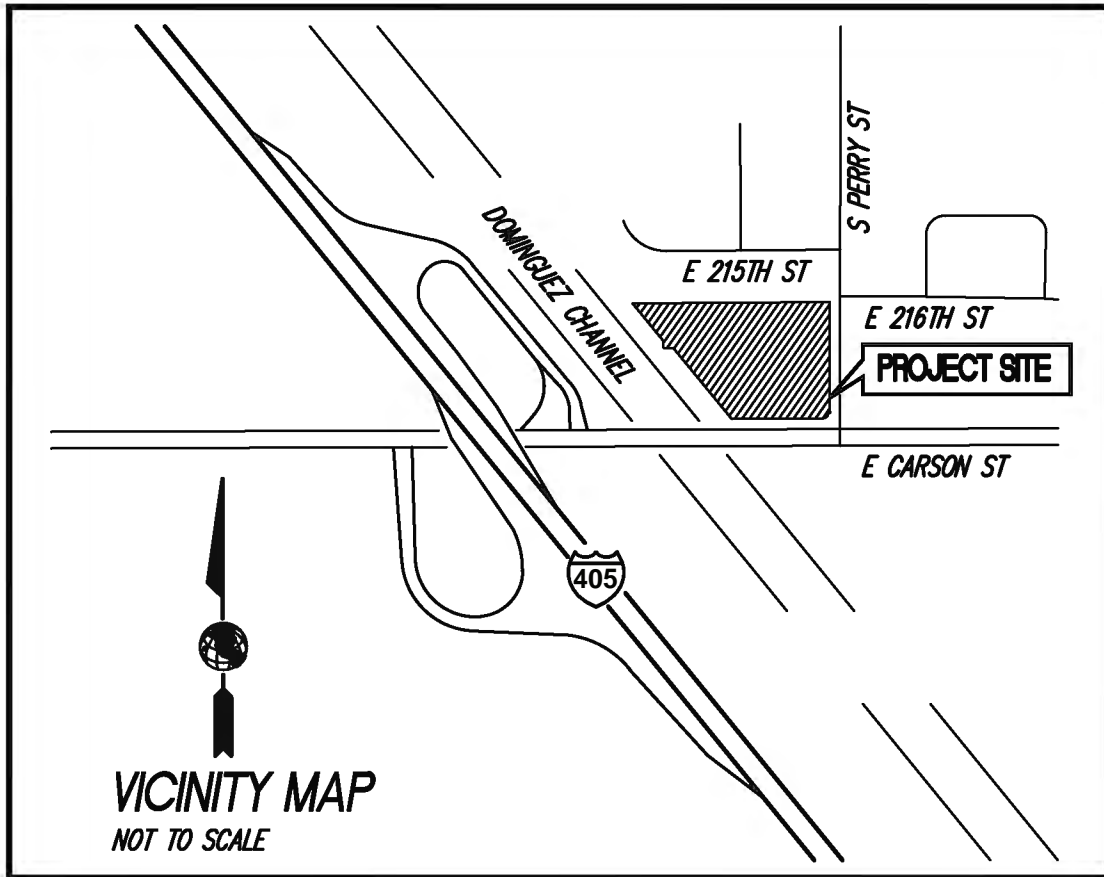 S PERRY ST
DOMINGUEZ CHANNEL
E 215TH ST
E 216TH ST
PROJECT SITE
E CARSON ST
405
VICINITY MAP
NOT TO SCALE